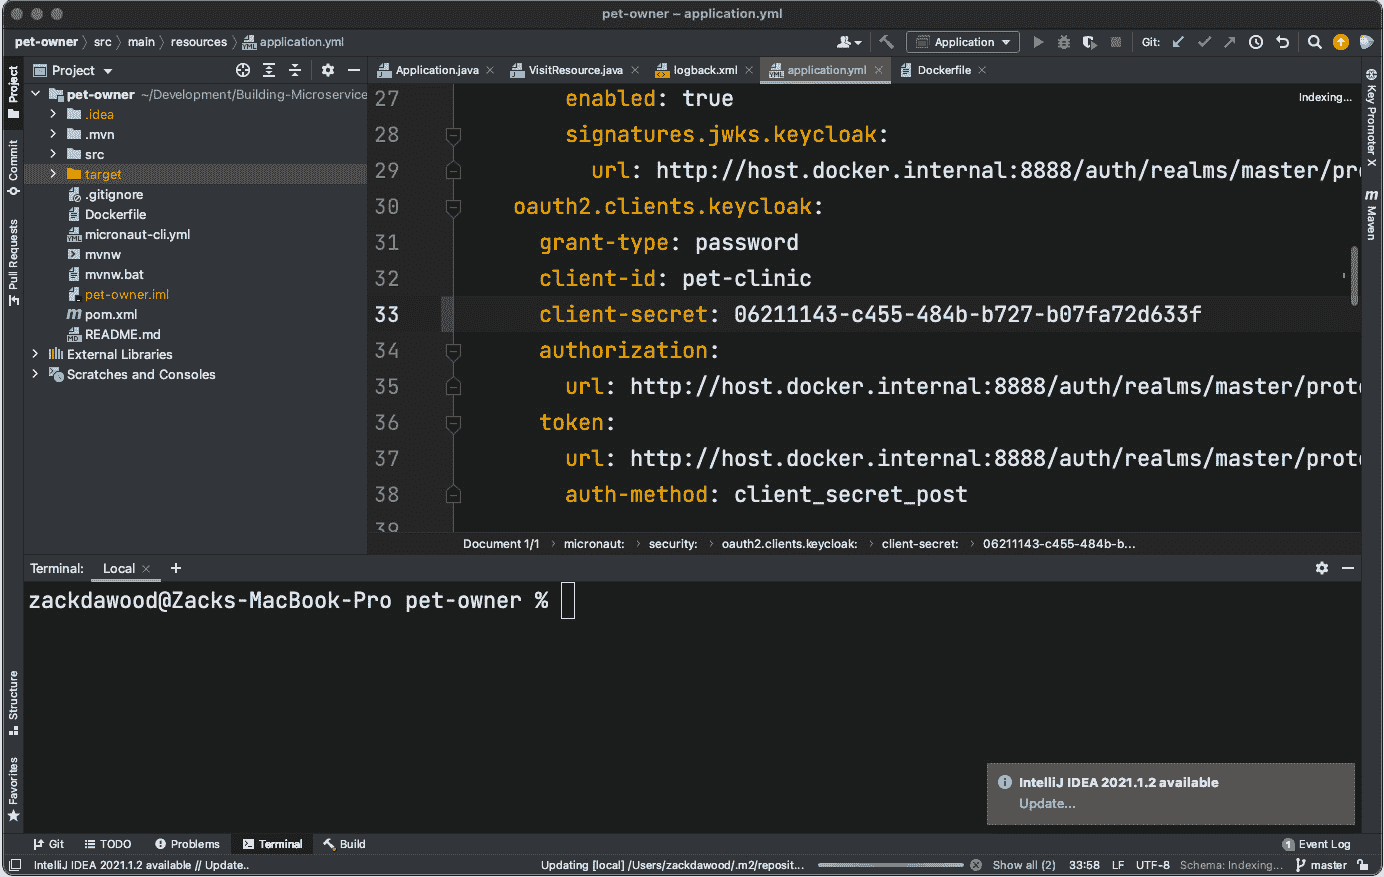 pet-owner – application.yml
pet-owner src main resources application.yml
Application
Git:
Project
Application.java
VisitResource.java
logback.xml
application.yml
Dockerfile
Project
Commit
Pull Requests
Structure
Favorites
pet-owner ~/Development/Building-Microservice
.idea
.mvn
src
target
.gitignore
Dockerfile
micronaut-cli.yml
mvnw
mvnw.bat
pet-owner.iml
pom.xml
README.md
External Libraries
Scratches and Consoles
27 enabled: true
28 signatures.jwks.keycloak:
29 url: http://host.docker.internal:8888/auth/realms/master/pro
30 oauth2.clients.keycloak:
31 grant-type: password
32 client-id: pet-clinic
33 client-secret: 06211143-c455-484b-b727-b07fa72d633f
34 authorization:
35 url: http://host.docker.internal:8888/auth/realms/master/proto
36 token:
37 url: http://host.docker.internal:8888/auth/realms/master/proto
38 auth-method: client_secret_post
39
Indexing...
Key Promoter X
Maven
Document 1/1 micronaut: security: oauth2.clients.keycloak: client-secret: 06211143-c455-484b-b...
Terminal: Local
zackdawood@Zacks-MacBook-Pro pet-owner %
IntelliJ IDEA 2021.1.2 available
Update...
Git TODO Problems Terminal Build
1 Event Log
IntelliJ IDEA 2021.1.2 available // Update..
Updating [local] /Users/zackdawood/.m2/reposit...
Show all (2) 33:58 LF UTF-8 Schema: Indexing... master